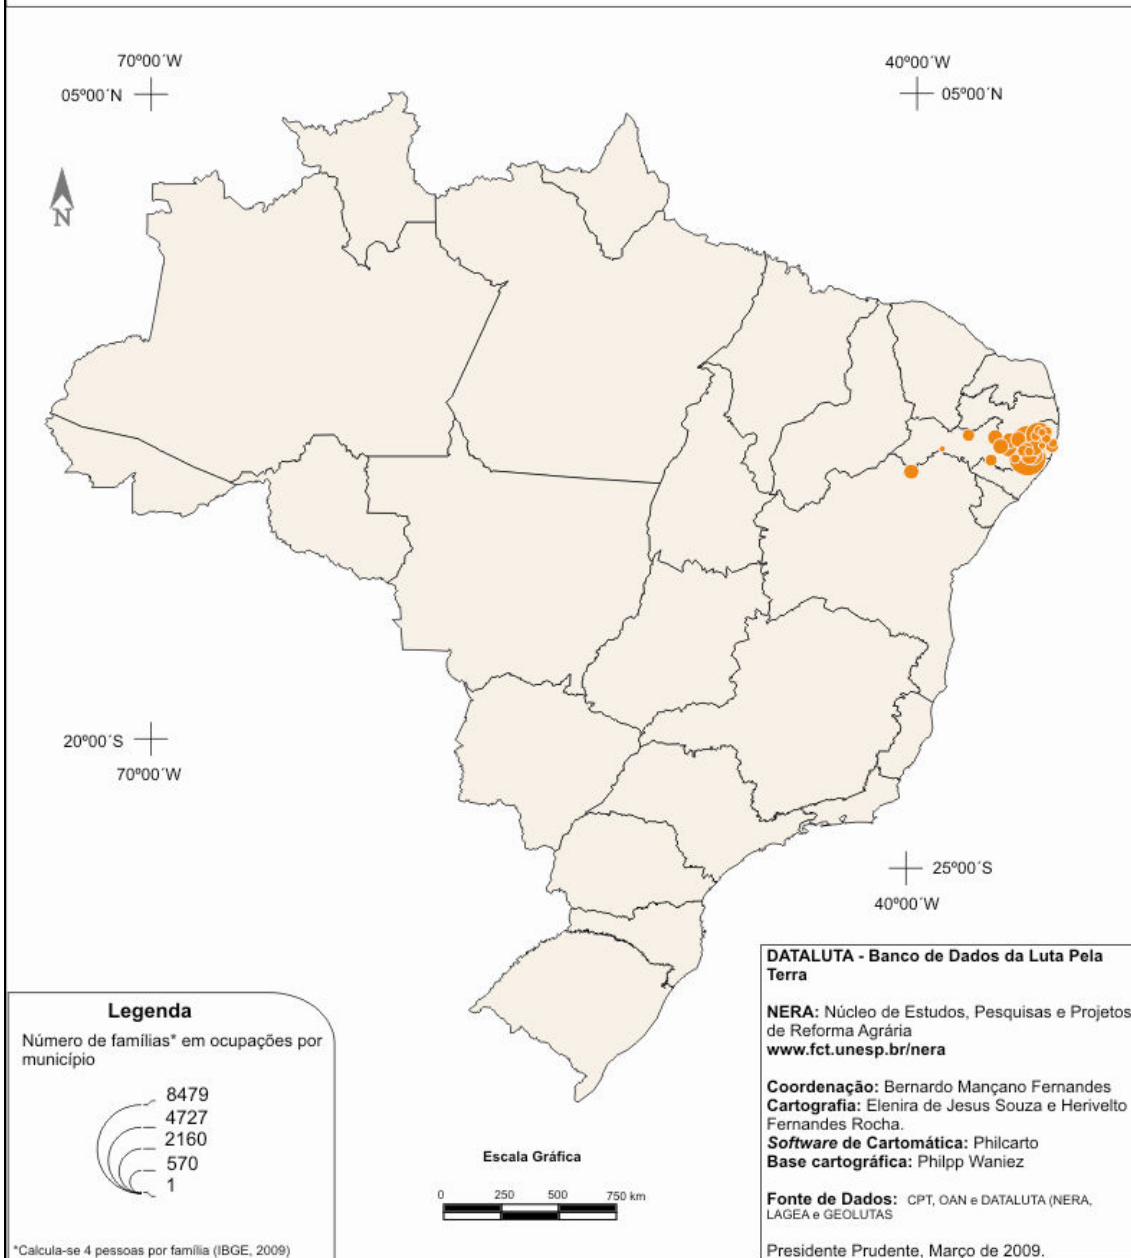 70º00´W
40º00´W
05º00´N
05º00´N
N
20º00´S
70º00´W
25º00´S
40º00´W
DATALUTA - Banco de Dados da Luta Pela
Terra
NERA: Núcleo de Estudos, Pesquisas e Projetos
de Reforma Agrária
www.fct.unesp.br/nera
Coordenação: Bernardo Mançano Fernandes
Cartografia: Elenira de Jesus Souza e Herivelto
Fernandes Rocha.
Software de Cartomática: Philcarto
Base cartográfica: Philpp Waniez
Fonte de Dados: CPT, OAN e DATALUTA (NERA,
LAGEA e GEOLUTAS
Presidente Prudente, Março de 2009.
Legenda
Número de famílias* em ocupações por
município
8479
4727
2160
570
1
*Calcula-se 4 pessoas por família (IBGE, 2009)
Escala Gráfica
0 250 500 750 km